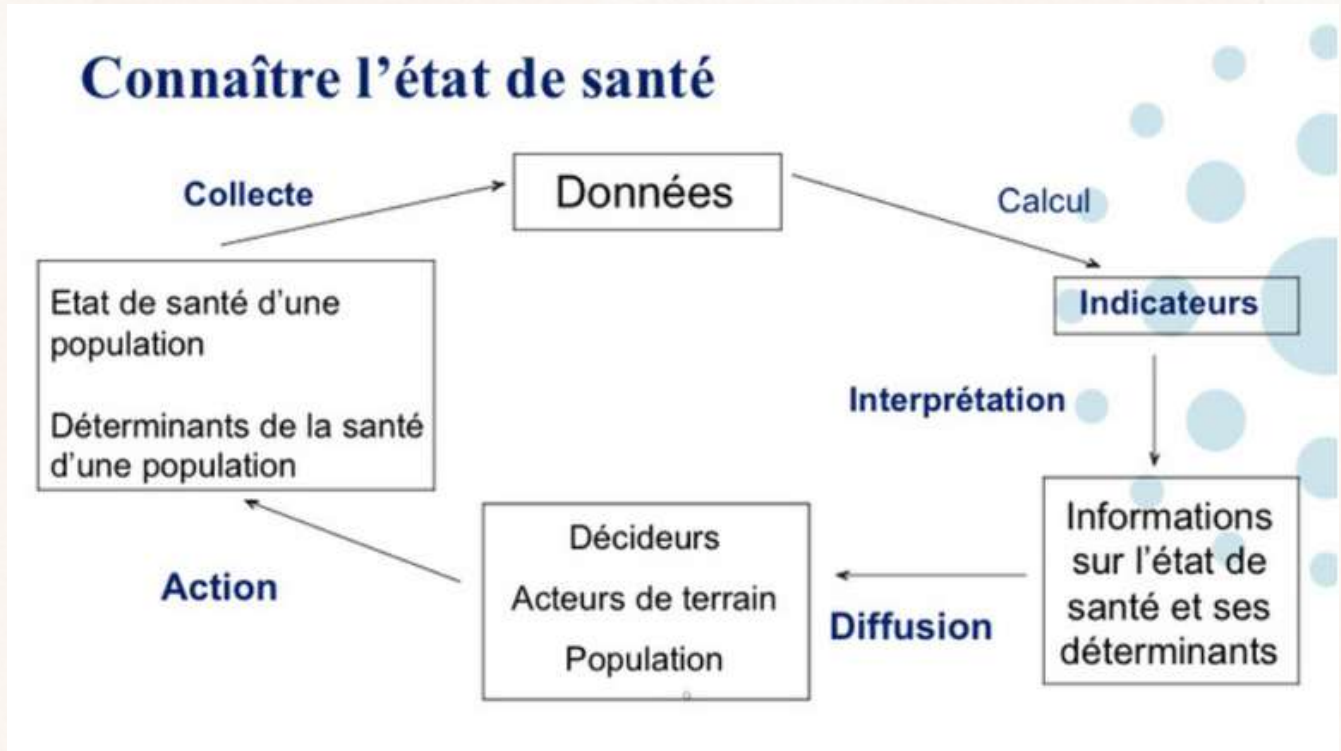 Connaître l’état de santé
Collecte
Données
Calcul
Etat de santé d’une
population
Déterminants de la santé
d’une population
Indicateurs
Interprétation
Informations
sur l’état de
santé et ses
déterminants
Diffusion
Décideurs
Acteurs de terrain
Population
Action